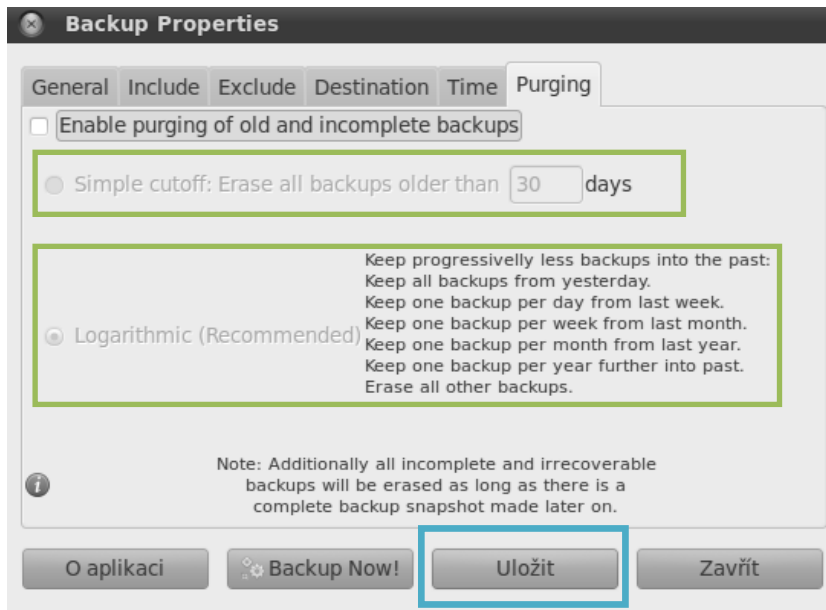 Backup Properties
General Include Exclude Destination Time Purging
Enable purging of old and incomplete backups
Simple cutoff: Erase all backups older than 30 days
Logarithmic (Recommended)
Keep progressivelly less backups into the past:
Keep all backups from yesterday.
Keep one backup per day from last week.
Keep one backup per week from last month.
Keep one backup per month from last year.
Keep one backup per year further into past.
Erase all other backups.
Note: Additionally all incomplete and irrecoverable
backups will be erased as long as there is a
complete backup snapshot made later on.
O aplikaci Backup Now! Uložit Zavřít